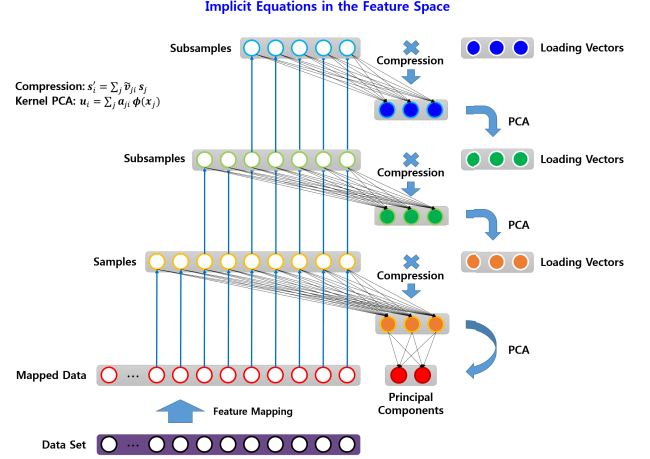 Implicit Equations in the Feature Space
Subsamples
Compression
Loading Vectors
Compression: s′ᵢ = ∑ⱼ ṽⱼᵢ sⱼ
Kernel PCA: uᵢ = ∑ⱼ aⱼᵢ ϕ(xⱼ)
PCA
Subsamples
Compression
Loading Vectors
PCA
Samples
Compression
Loading Vectors
PCA
Mapped Data
...
Principal
Components
Feature Mapping
Data Set
...